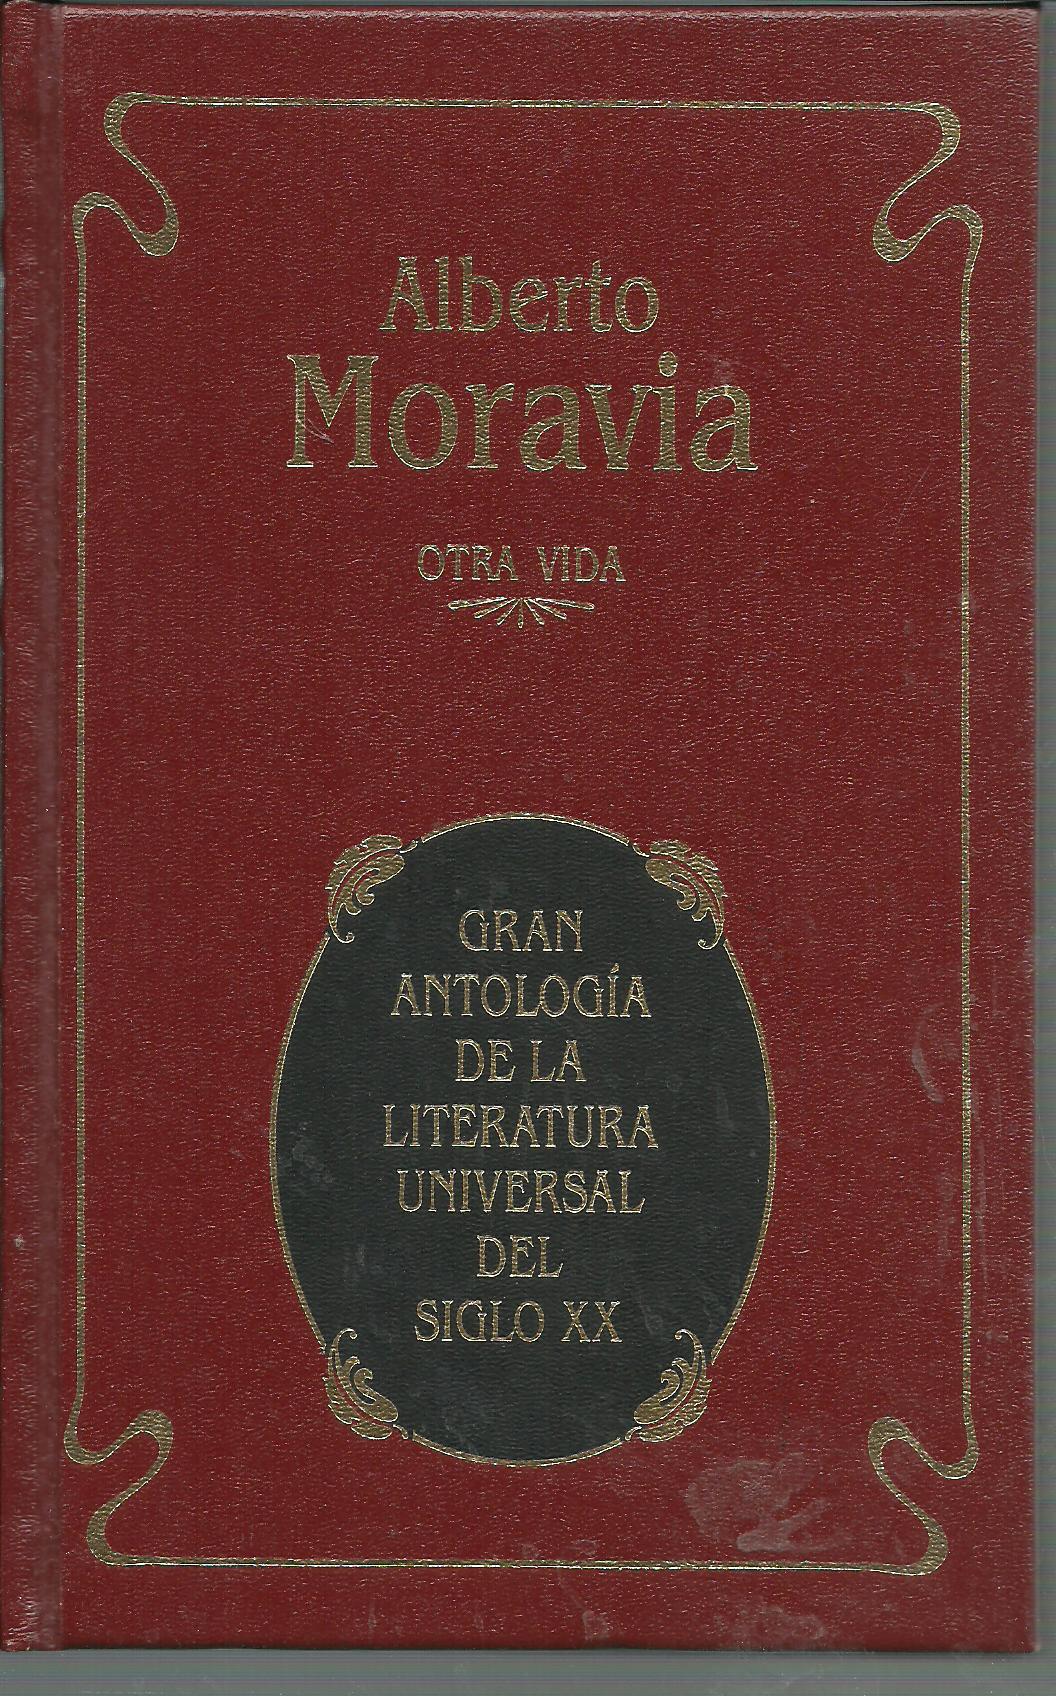 Alberto
Moravia
OTRA VIDA
GRAN
ANTOLOGÍA
DE LA
LITERATURA
UNIVERSAL
DEL
SIGLO XX